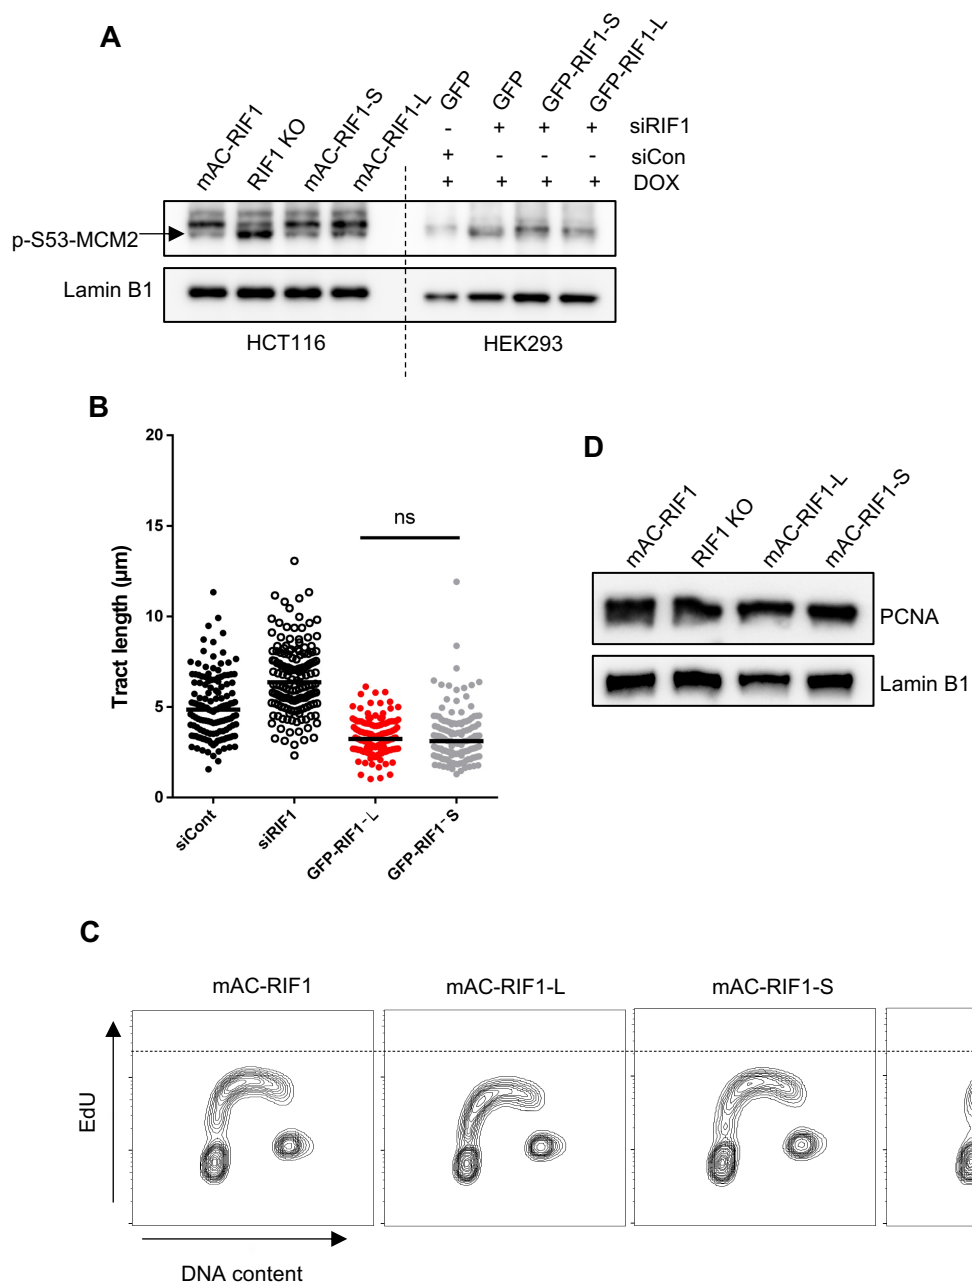 A
mAC-RIF1
RIF1 KO
mAC-RIF1-S
mAC-RIF1-L
GFP
GFP
GFP-RIF1-S
GFP-RIF1-L
- + + + siRIF1
+ - - - siCon
+ + + + DOX
p-S53-MCM2
Lamin B1
HCT116
HEK293
B
Tract length (µm)
20
15
10
5
0
ns
siCont
siRIF1
GFP-RIF1-L
GFP-RIF1-S
D
mAC-RIF1
RIF1 KO
mAC-RIF1-L
mAC-RIF1-S
PCNA
Lamin B1
C
mAC-RIF1
mAC-RIF1-L
mAC-RIF1-S
EdU
DNA content